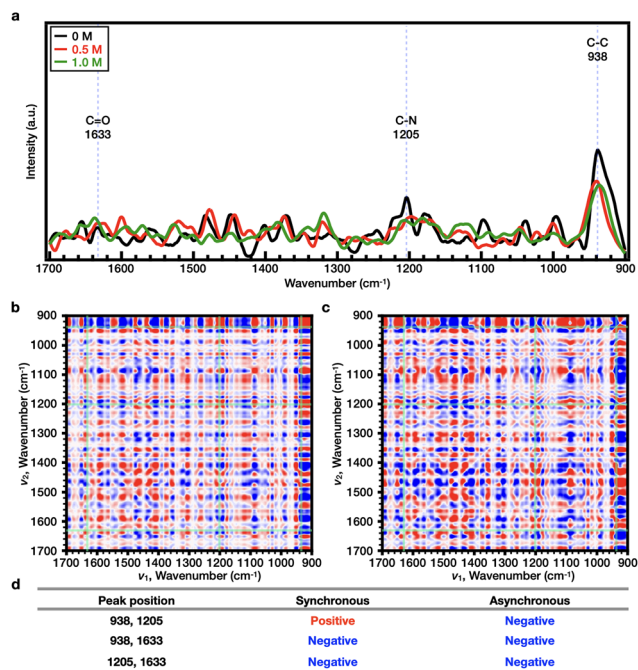 a
0 M
0.5 M
1.0 M
C-C
938
C=O
1633
C-N
1205
Intensity (a.u.)
1700 1600 1500 1400 1300 1200 1100 1000 900
Wavenumber (cm⁻¹)
b
c
900
1000
1100
1200
1300
1400
1500
1600
1700
ν₂, Wavenumber (cm⁻¹)
1700 1600 1500 1400 1300 1200 1100 1000 900
ν₁, Wavenumber (cm⁻¹)
900
1000
1100
1200
1300
1400
1500
1600
1700
ν₂, Wavenumber (cm⁻¹)
1700 1600 1500 1400 1300 1200 1100 1000 900
ν₁, Wavenumber (cm⁻¹)
d
Peak position Synchronous Asynchronous
938, 1205 Positive Negative
938, 1633 Negative Negative
1205, 1633 Negative Negative